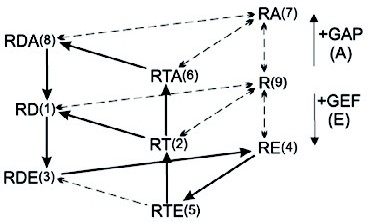 RA(7)
RDA(8)
+GAP
(A)
RTA(6)
R(9)
RD(1)
+GEF
(E)
RT(2)
RE(4)
RDE(3)
RTE(5)